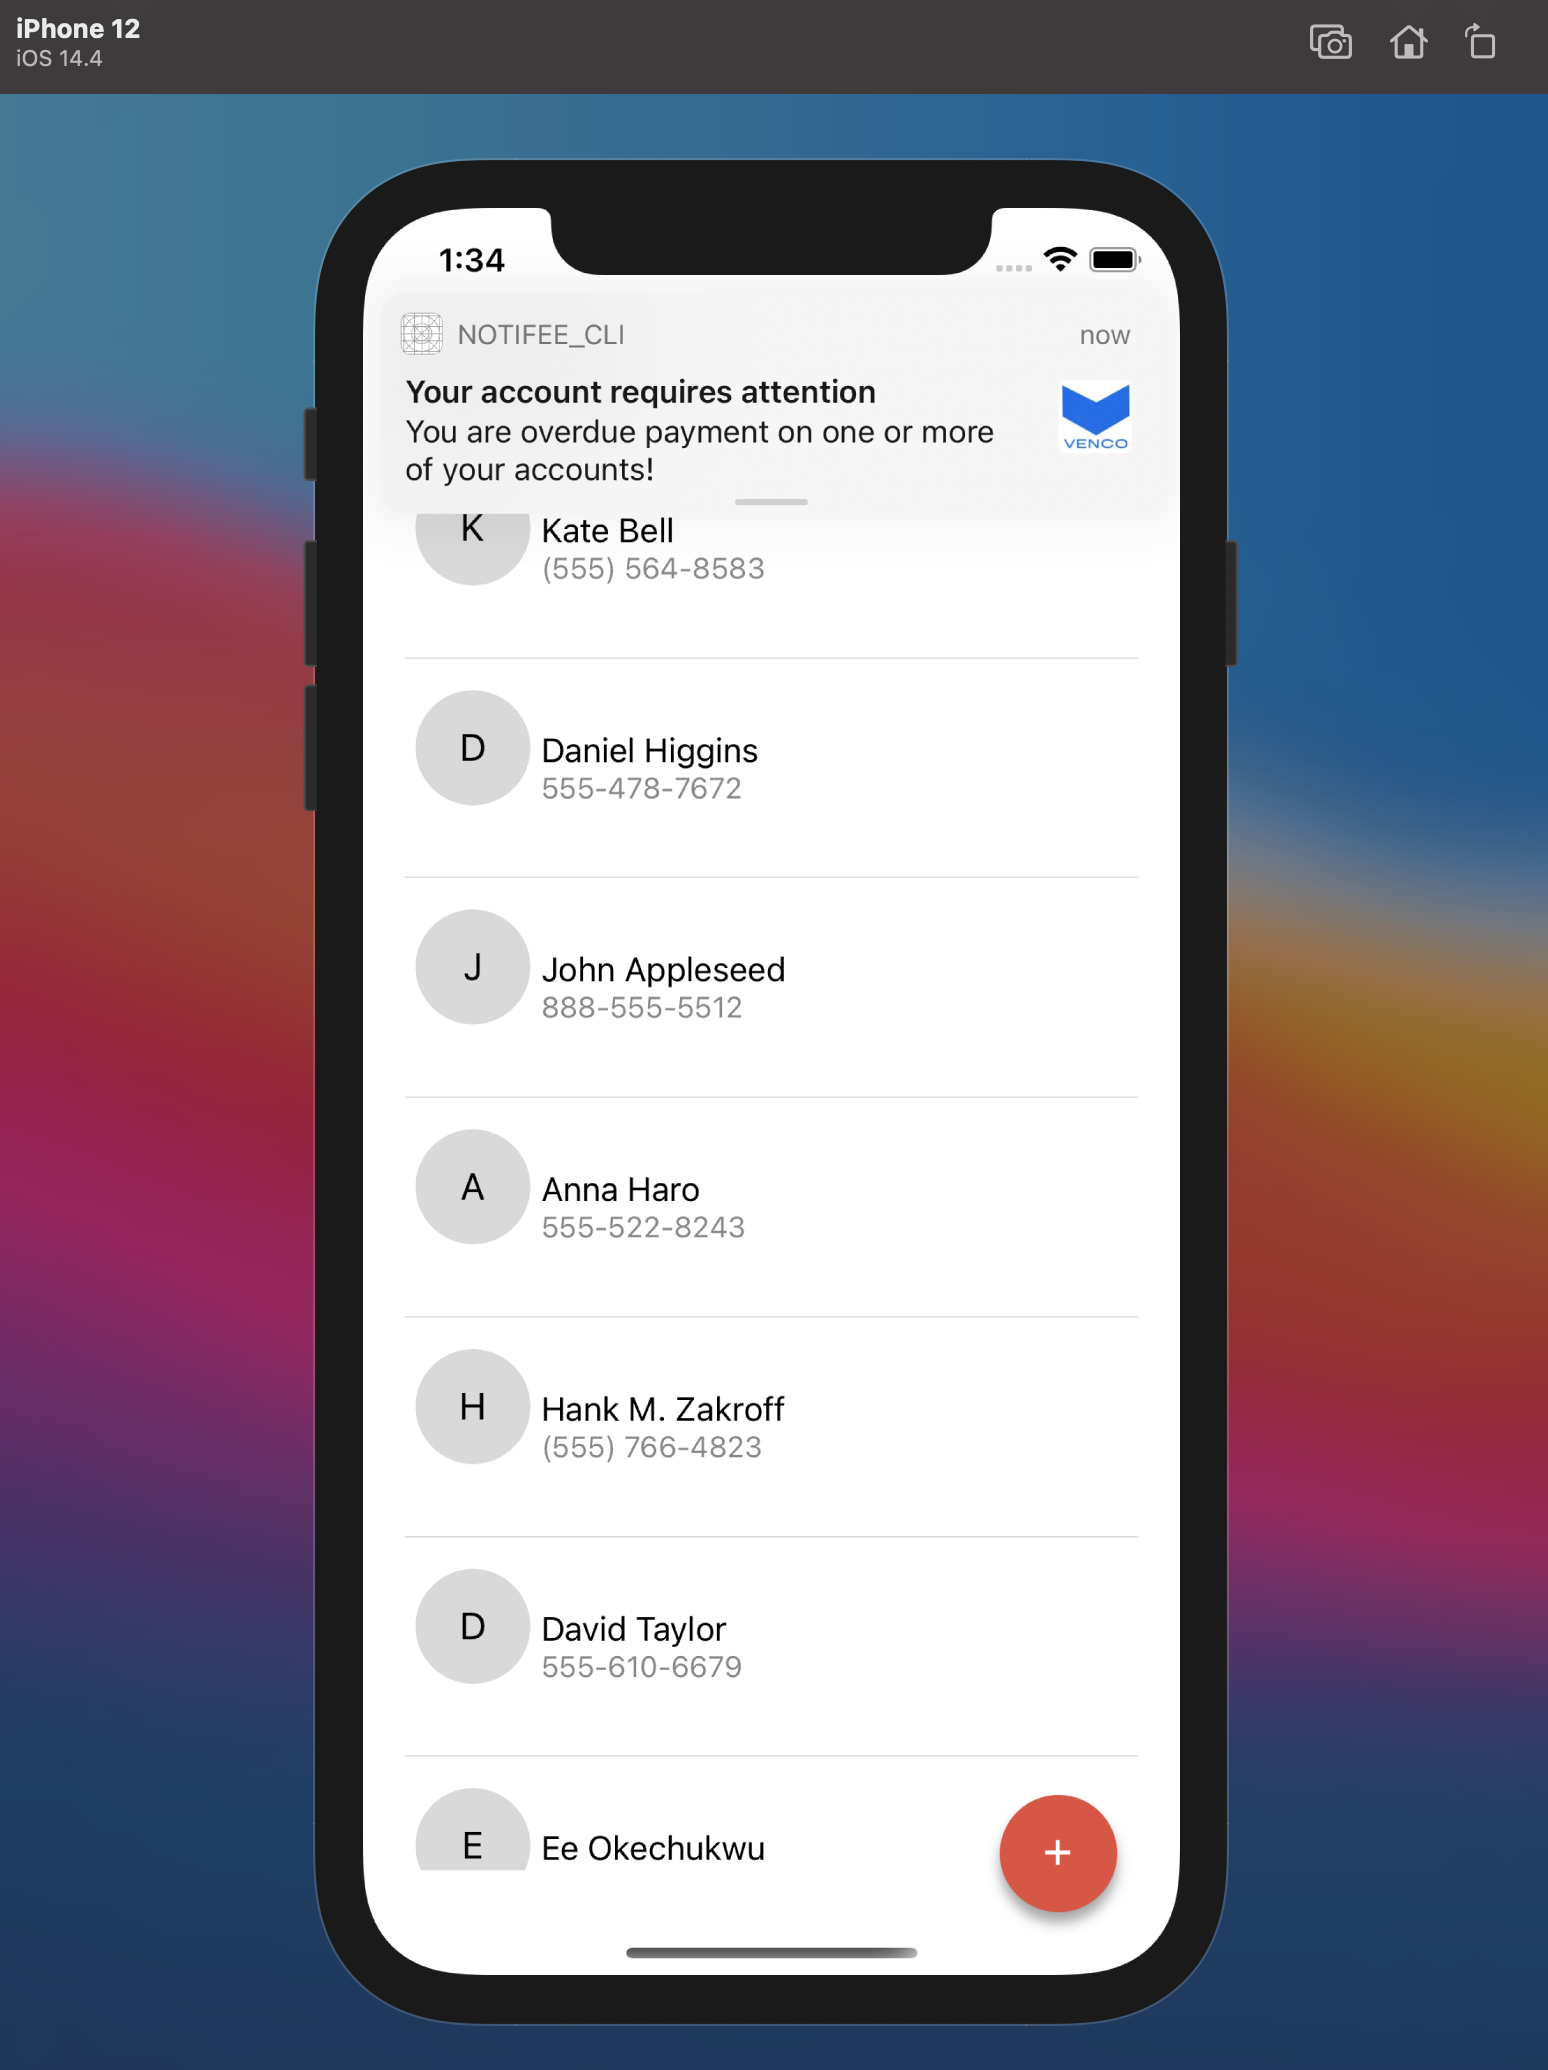 iPhone 12
iOS 14.4
1:34
NOTIFEE_CLI
now
Your account requires attention
You are overdue payment on one or more
of your accounts!
VENCO
K
Kate Bell
(555) 564-8583
D
Daniel Higgins
555-478-7672
J
John Appleseed
888-555-5512
A
Anna Haro
555-522-8243
H
Hank M. Zakroff
(555) 766-4823
D
David Taylor
555-610-6679
E
Ee Okechukwu
+